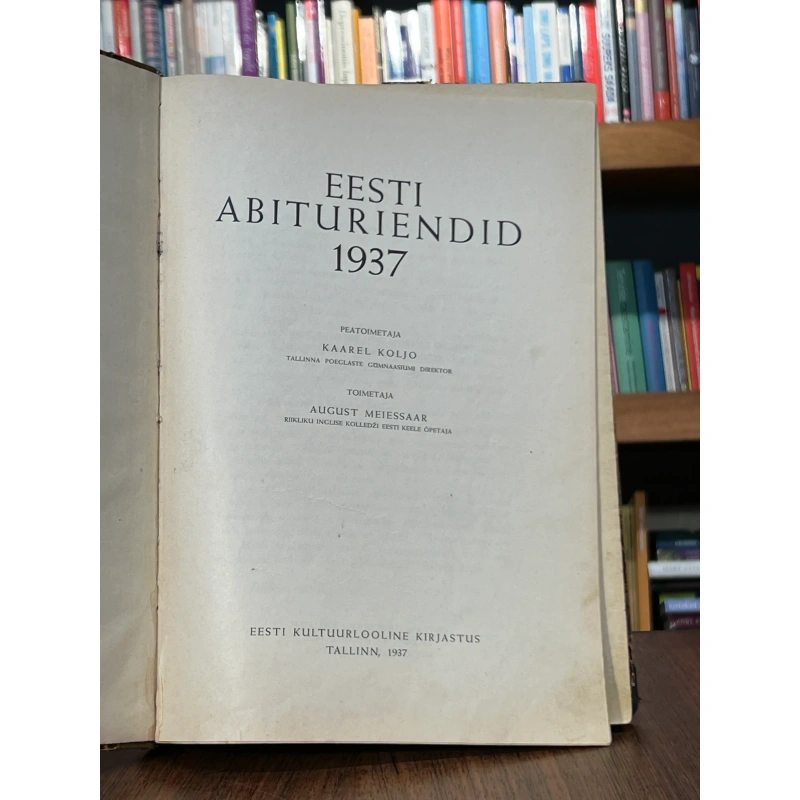 EESTI
ABITURIENDID
1937
PEATOIMETAJA
KAAREL KOLJO
TALLINNA POEGLASTE GÜMNAASIUMI DIREKTOR
TOIMETAJA
AUGUST MEIESSAAR
RIIKLIKU INGLISE KOLLEDŽI EESTI KEELE ÕPETAJA
EESTI KULTUURLOOLINE KIRJASTUS
TALLINN, 1937